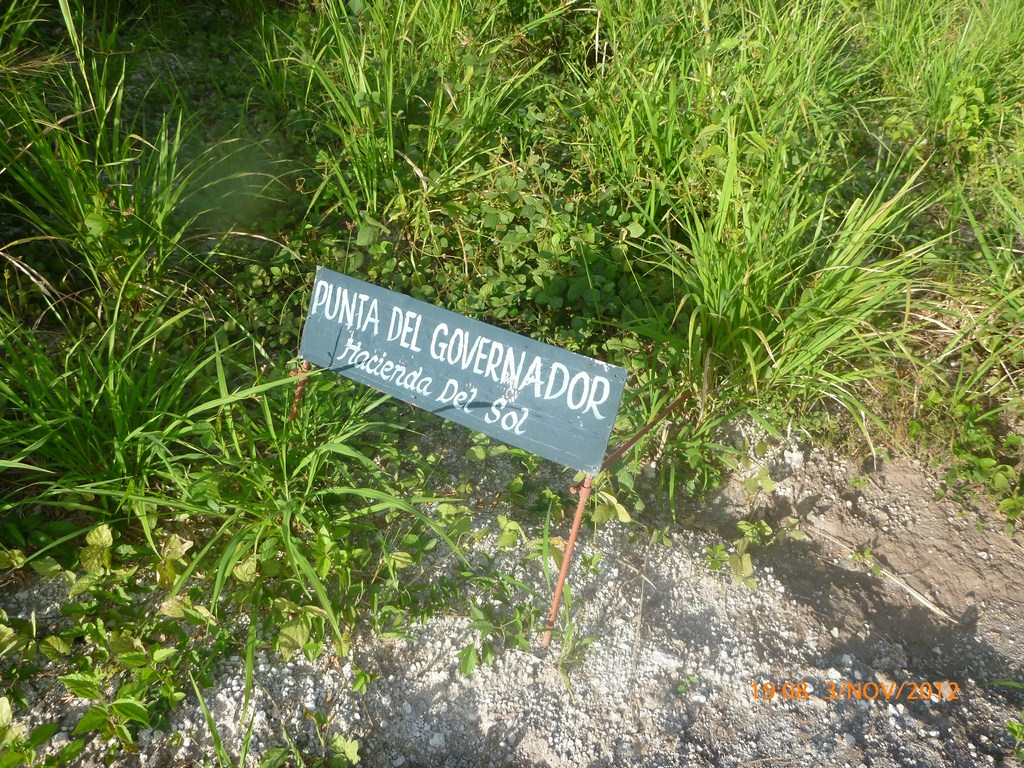 PUNTA DEL GOVERNADOR
Hacienda Del Sol
19:08 3/NOV/2012